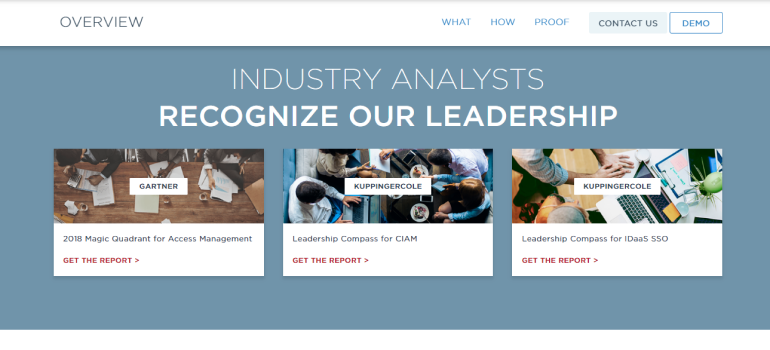 OVERVIEW
WHAT
HOW
PROOF
CONTACT US
DEMO
INDUSTRY ANALYSTS
RECOGNIZE OUR LEADERSHIP
GARTNER
2018 Magic Quadrant for Access Management
GET THE REPORT >
KUPPINGERCOLE
Leadership Compass for CIAM
GET THE REPORT >
KUPPINGERCOLE
Leadership Compass for IDaaS SSO
GET THE REPORT >